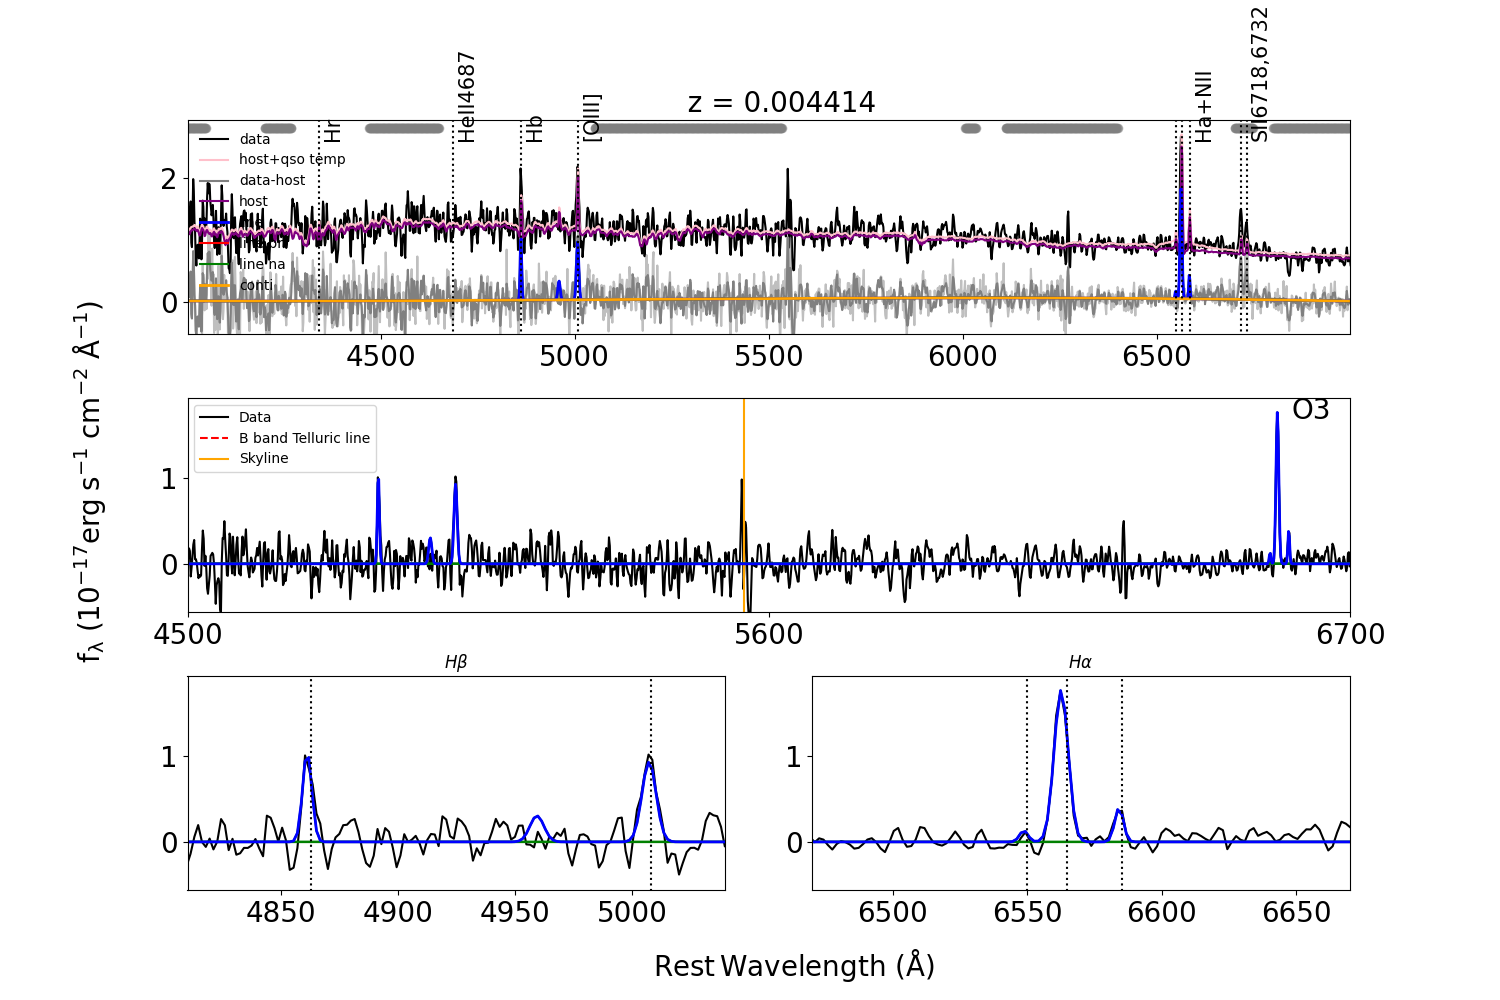 z = 0.004414
Hr
HeII4687
Hb
[OIII]
Ha+NII
SII6718,6732
data
host+qso temp
data-host
host
line na
conti
2
1
0
4500
5000
5500
6000
6500
fλ (10−17erg s−1 cm−2 Å−1)
O3
Data
B band Telluric line
Skyline
1
0
4500
5600
6700
Hβ
1
0
4850
4900
4950
5000
Hα
1
0
6500
6550
6600
6650
Rest Wavelength (Å)